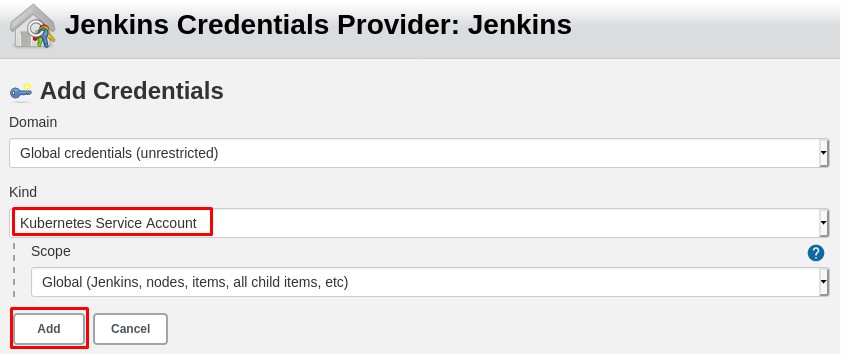 Jenkins Credentials Provider: Jenkins
Add Credentials
Domain
Global credentials (unrestricted)
Kind
Kubernetes Service Account
Scope
?
Global (Jenkins, nodes, items, all child items, etc)
Add Cancel